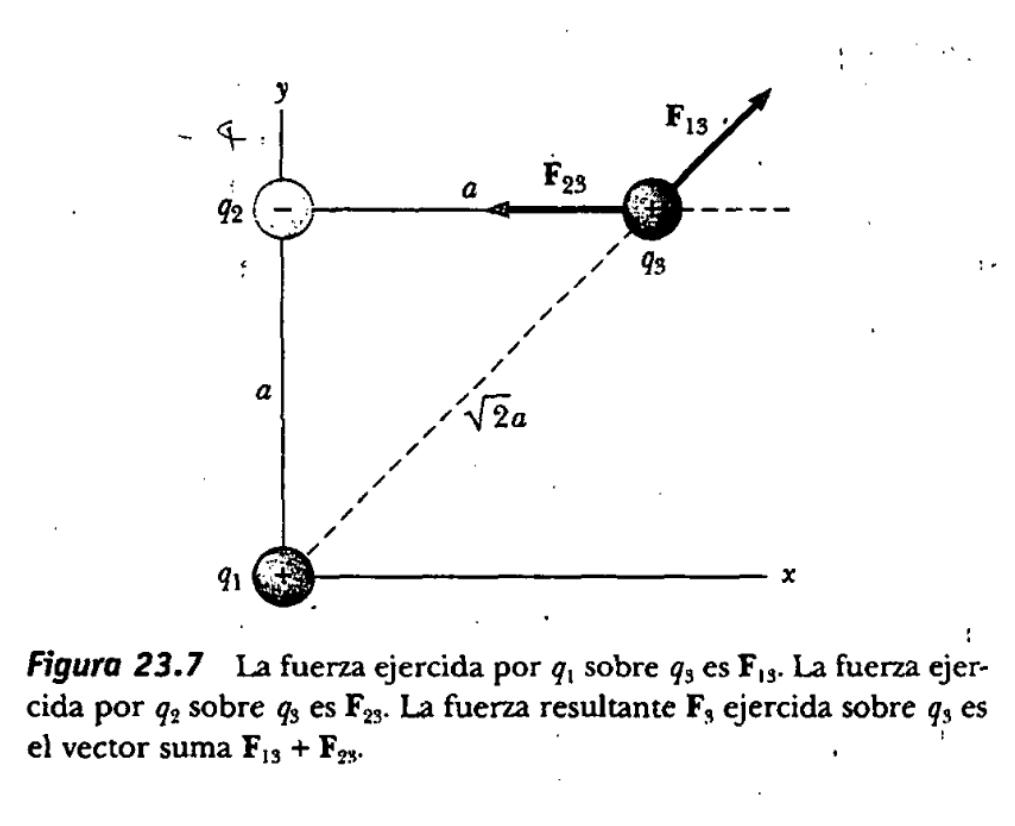 y
F₁₃
F₂₃
a
q₂
−
+
q₃
a
√2a
q₁
+
x
Figura 23.7 La fuerza ejercida por q₁ sobre q₃ es F₁₃. La fuerza ejer-
cida por q₂ sobre q₃ es F₂₃. La fuerza resultante F₃ ejercida sobre q₃ es
el vector suma F₁₃ + F₂₃.